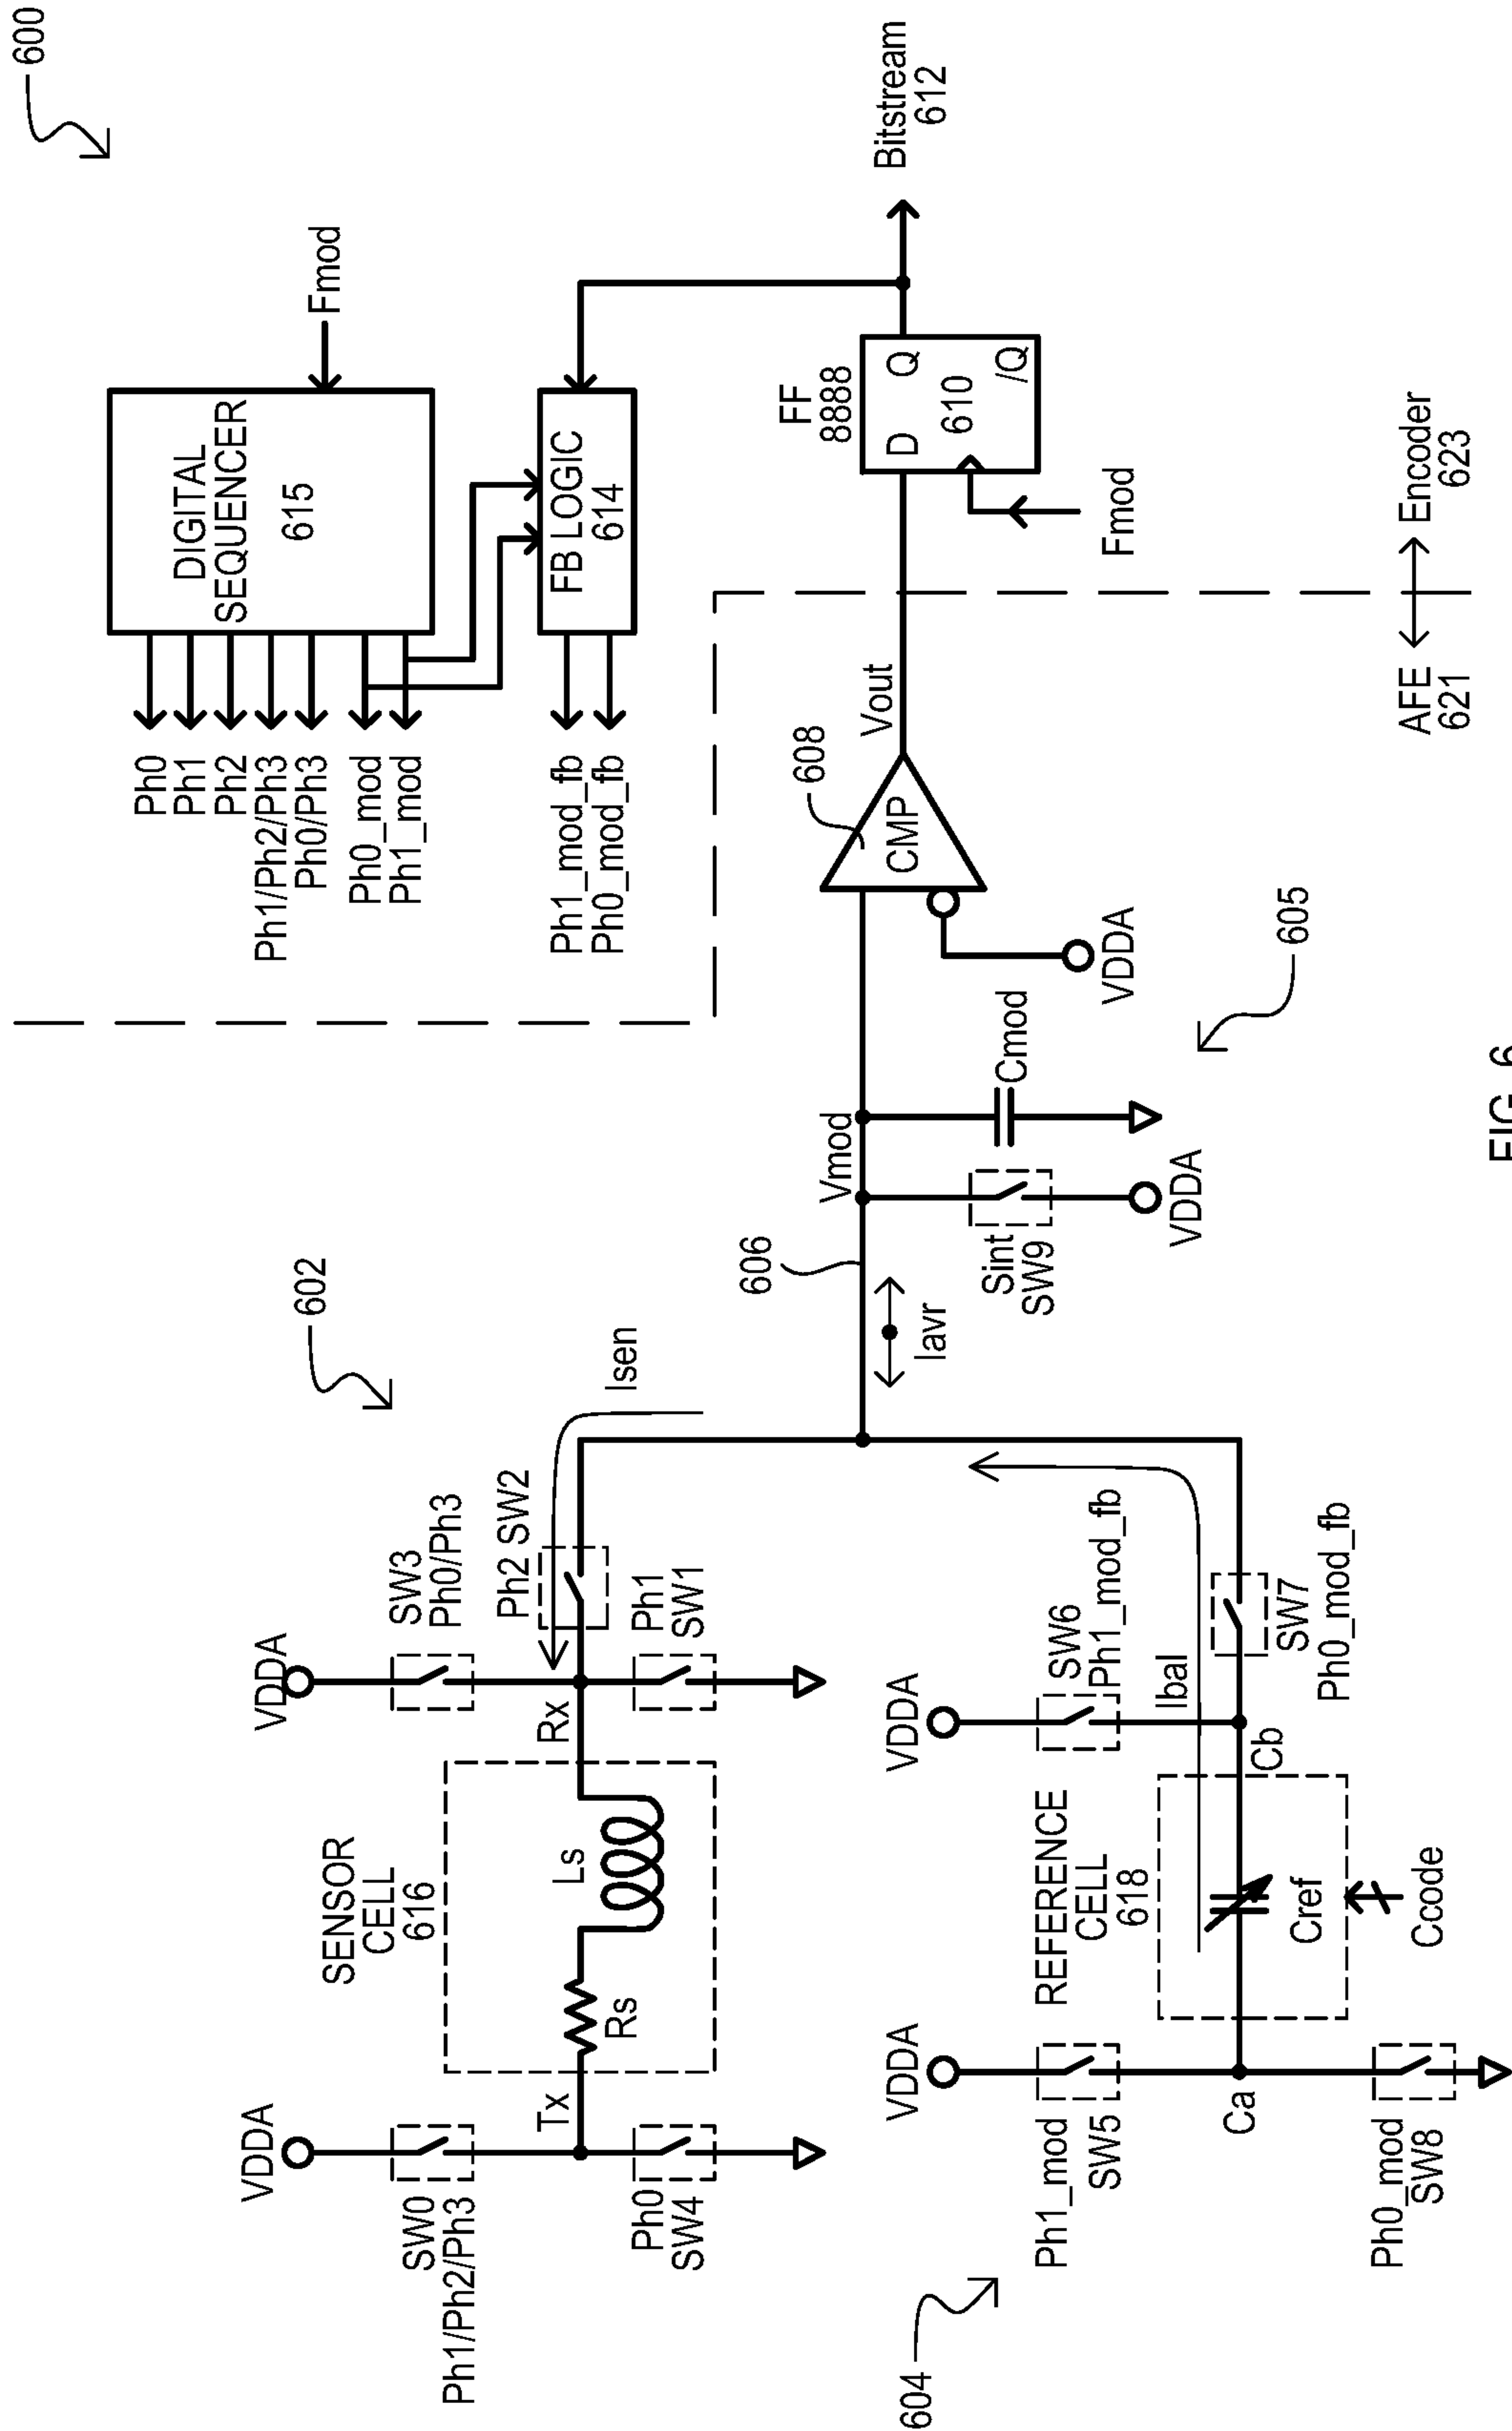 600
602
VDDA
SW0
Ph1/Ph2/Ph3
Tx
Ph0
SW4
SENSOR
CELL
616
Rs
Ls
VDDA
SW3
Ph0/Ph3
Rx
Ph1
SW1
Ph2 SW2
Isen
604
VDDA
Ph1_mod
SW5
Ca
Ph0_mod
SW8
REFERENCE
CELL
618
Cref
Ccode
VDDA
SW6
Ph1_mod_fb
Ibal
Cb
SW7
Ph0_mod_fb
Iavr
606
Vmod
Sint
SW9
VDDA
Cmod
605
608
CMP
VDDA
Vout
Ph0
Ph1
Ph2
Ph1/Ph2/Ph3
Ph0/Ph3
Ph0_mod
Ph1_mod
DIGITAL
SEQUENCER
615
Fmod
Ph1_mod_fb
Ph0_mod_fb
FB LOGIC
614
FF
8888
D Q
610
/Q
Fmod
Bitstream
612
AFE
621
Encoder
623
FIG. 6